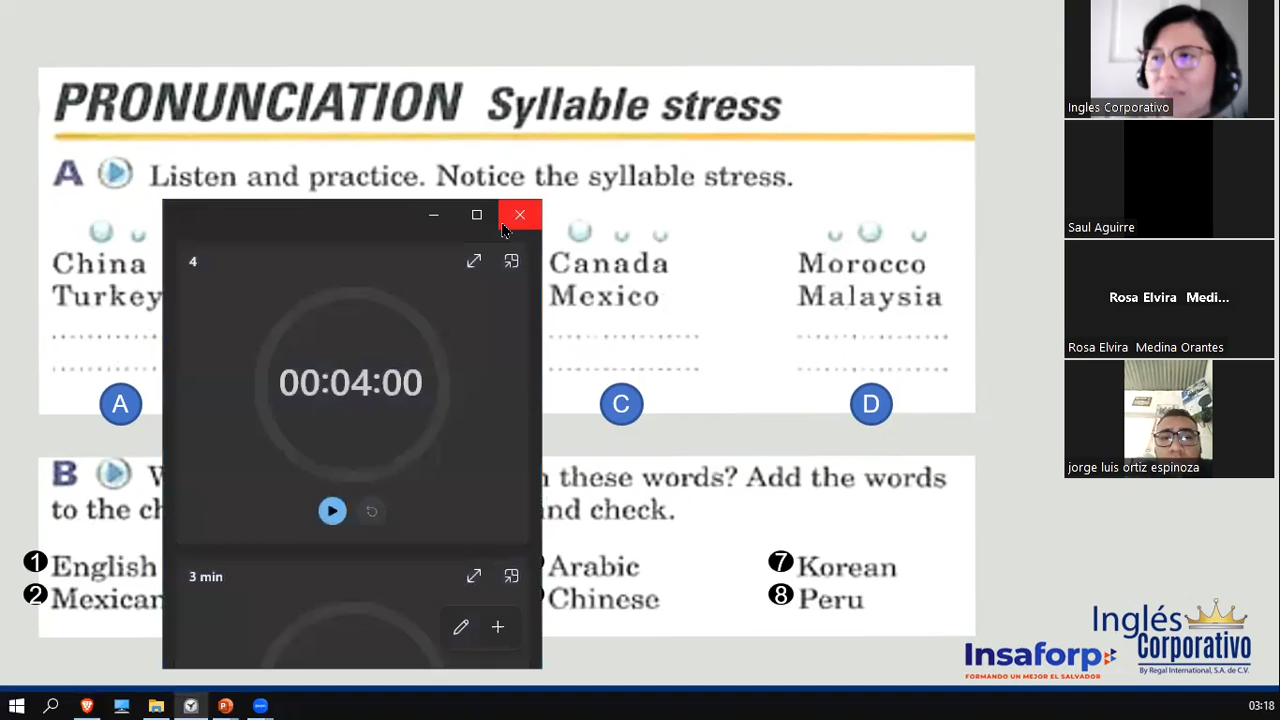 PRONUNCIATION Syllable stress
A Listen and practice. Notice the syllable stress.
China
Turkey
Canada
Mexico
Morocco
Malaysia
A
C
D
4
00:04:00
3 min
B
n these words? Add the words
to the ch
nd check.
1 English
2 Mexican
Arabic
Chinese
7 Korean
8 Peru
Ingles Corporativo
Saul Aguirre
Rosa Elvira Medi...
Rosa Elvira Medina Orantes
jorge luis ortiz espinoza
Insaforp
FORMANDO UN MEJOR EL SALVADOR
Inglés
Corporativo
By Regal International, S.A. de C.V.
03:18